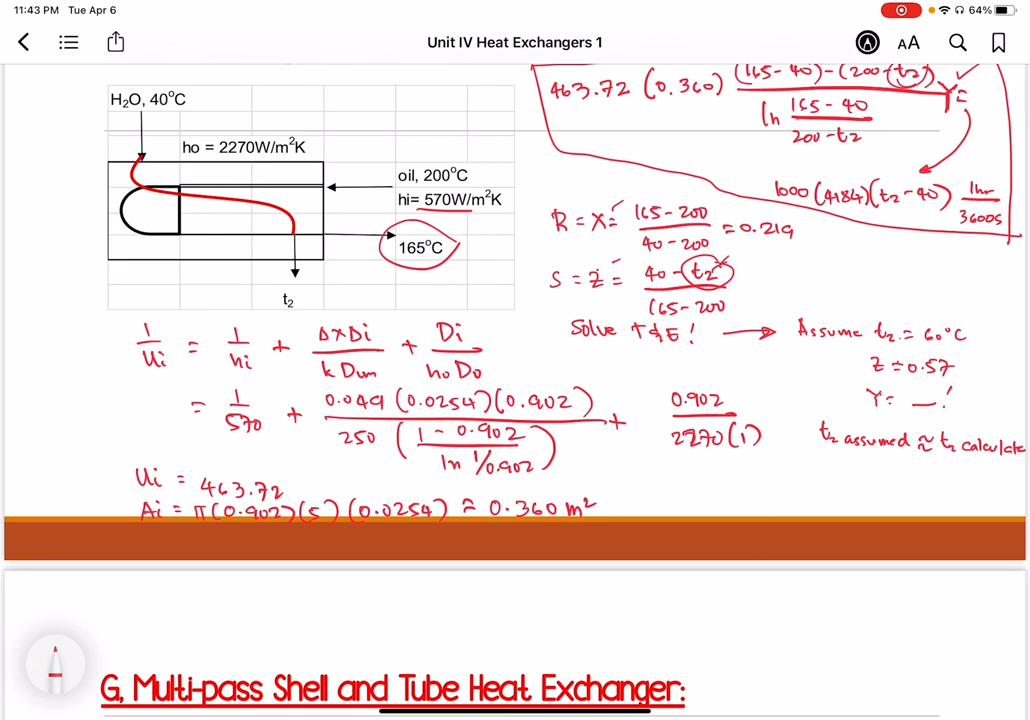 11:43 PM Tue Apr 6
64%
Unit IV Heat Exchangers 1
AA
H₂O, 40°C
ho = 2270W/m²K
oil, 200°C
hi= 570W/m²K
165°C
t₂
463.72 (0.360) (165-40)-(200-t₂) / ln (165-40 / 200-t₂) Y =
1000 (4184)(t₂-40) 1hr / 3600s
R = X = 165-200 / 40-200 = 0.219
S = Z = 40-t₂ / 165-200
Solve t & E! → Assume t₂ = 60°C
Z = 0.57
Y = __!
t₂ assumed ≈ t₂ calculate
1/Ui = 1/hi + ΔxDi / kDlm + Di / hoDo
= 1/570 + 0.049 (0.0254)(0.902) / 250 (1-0.902 / ln 1/0.902) + 0.902 / 2270(1)
Ui = 463.72
Ai = π(0.902)(5)(0.0254) = 0.360 m²
G, Multi-pass Shell and Tube Heat Exchanger: